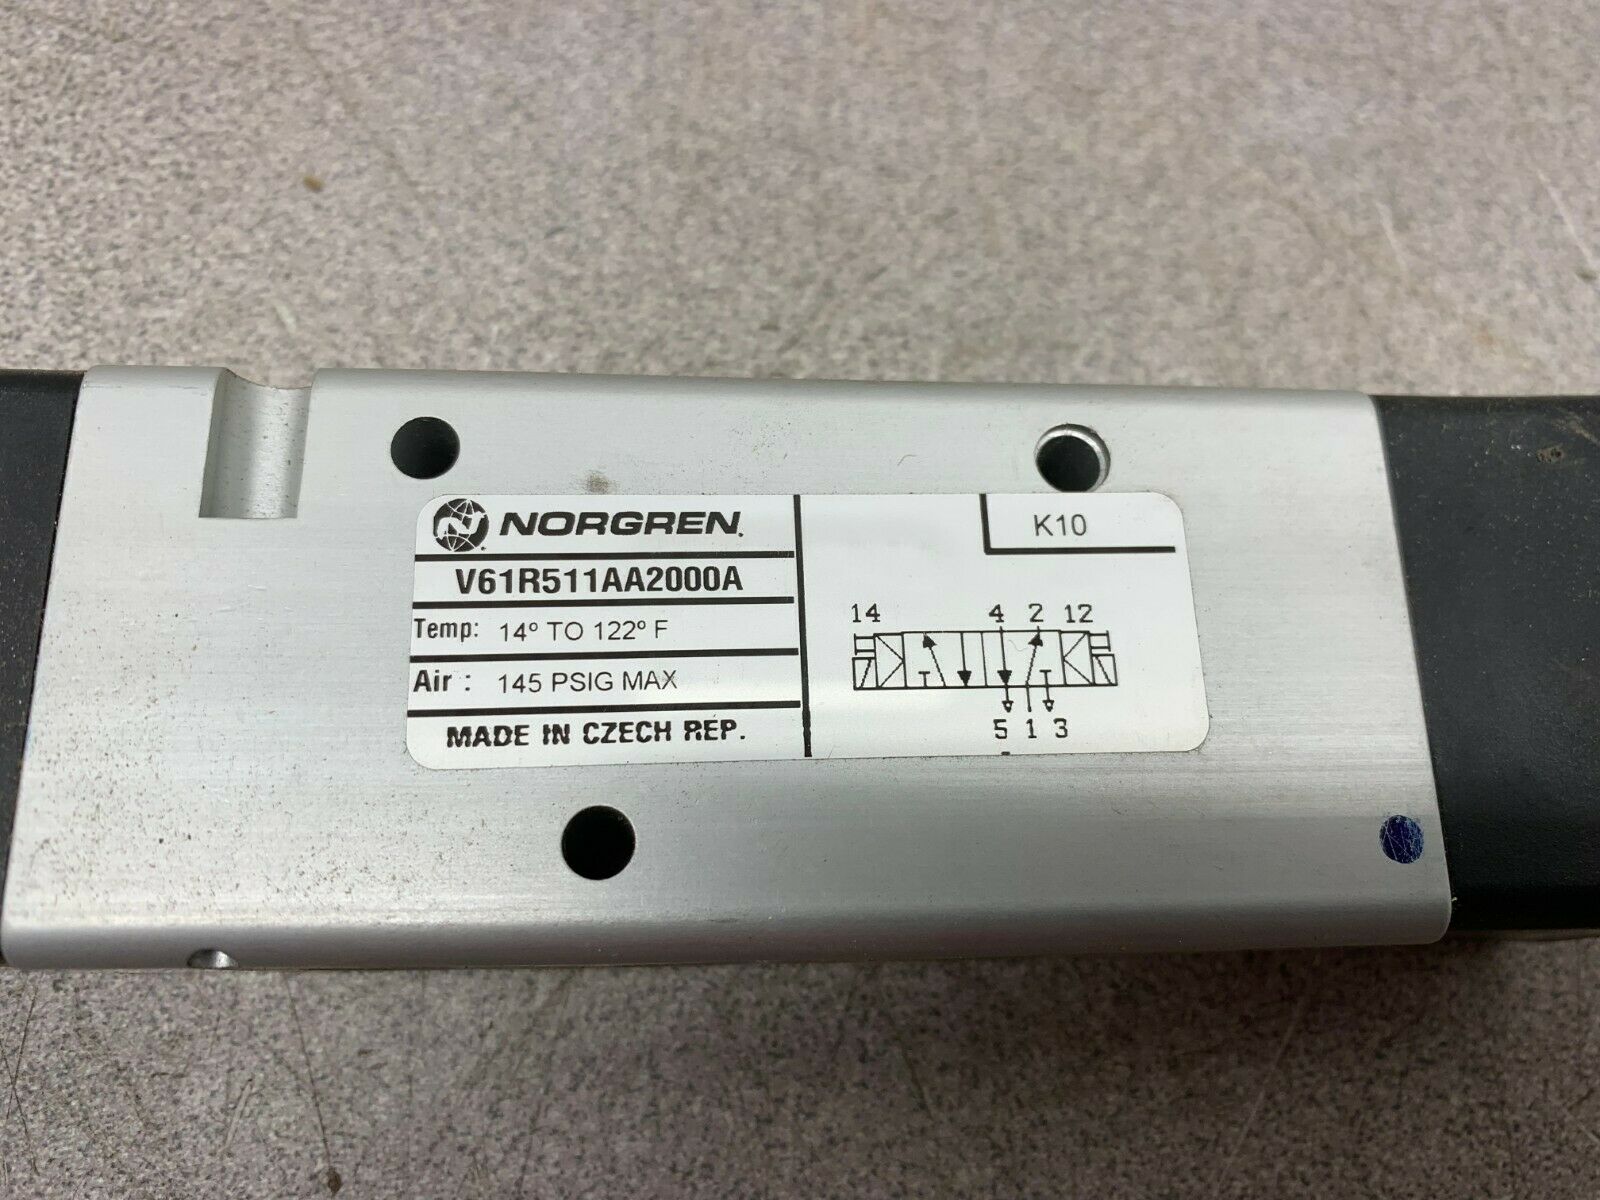 NORGREN.
V61R511AA2000A
Temp: 14° TO 122° F
Air : 145 PSIG MAX
MADE IN CZECH REP.
K10
14 4 2 12
5 1 3